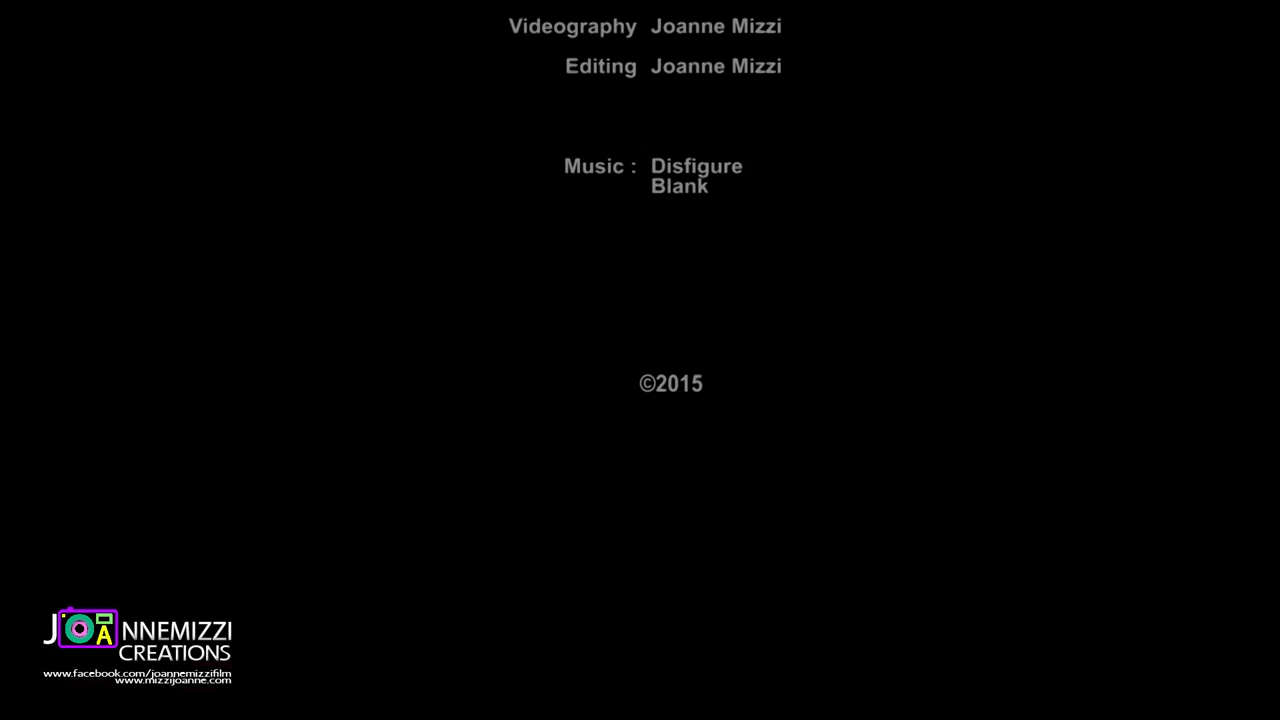 Videography Joanne Mizzi
Editing Joanne Mizzi
Music : Disfigure
Blank
©2015
JOANNEMIZZI
CREATIONS
www.facebook.com/joannemizzifilm
www.mizzijoanne.com